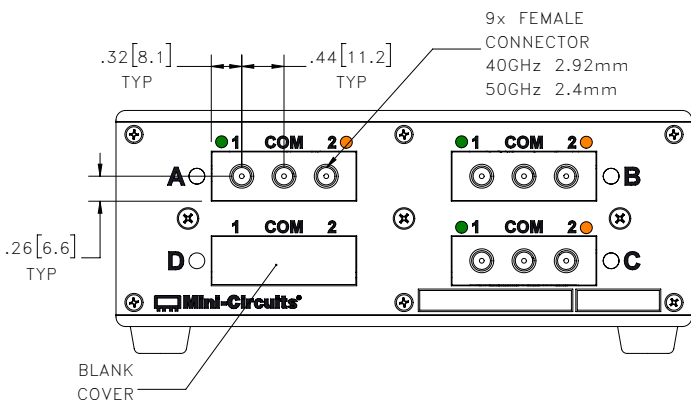 9x FEMALE
CONNECTOR
40GHz 2.92mm
50GHz 2.4mm
.32[8.1]
TYP
.44[11.2]
TYP
1 COM 2
1 COM 2
A
B
.26[6.6]
TYP
1 COM 2
1 COM 2
D
C
Mini-Circuits®
BLANK
COVER